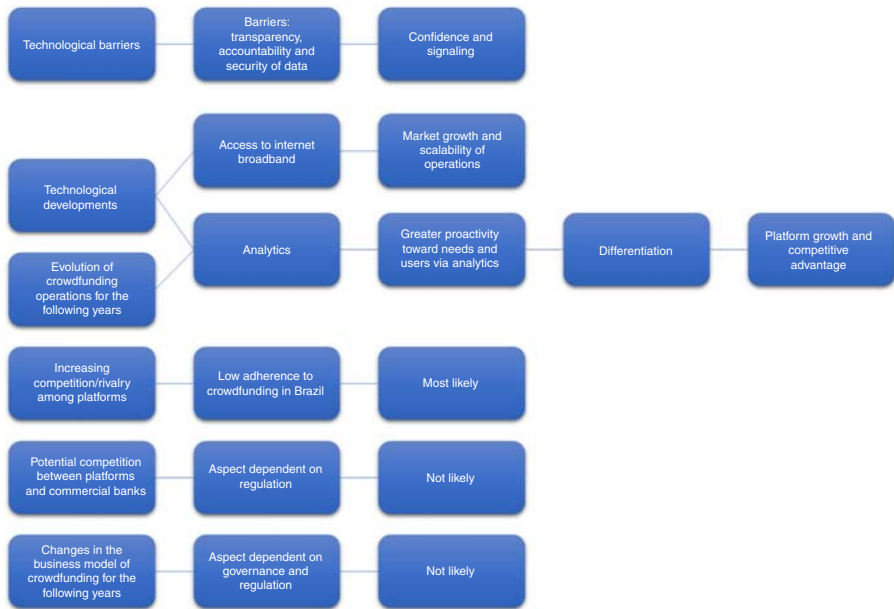 Technological barriers
Barriers:
transparency,
accountability and
security of data
Confidence and
signaling
Technological
developments
Access to internet
broadband
Market growth and
scalability of
operations
Analytics
Greater proactivity
toward needs and
users via analytics
Differentiation
Platform growth and
competitive
advantage
Evolution of
crowdfunding
operations for the
following years
Increasing
competition/rivalry
among platforms
Low adherence to
crowdfunding in Brazil
Most likely
Potential competition
between platforms
and commercial banks
Aspect dependent on
regulation
Not likely
Changes in the
business model of
crowdfunding for the
following years
Aspect dependent on
governance and
regulation
Not likely